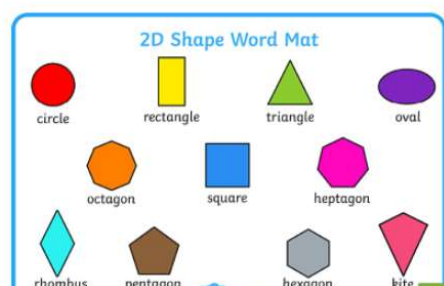 2D Shape Word Mat
circle rectangle triangle oval
octagon square heptagon
rhombus pentagon hexagon kite